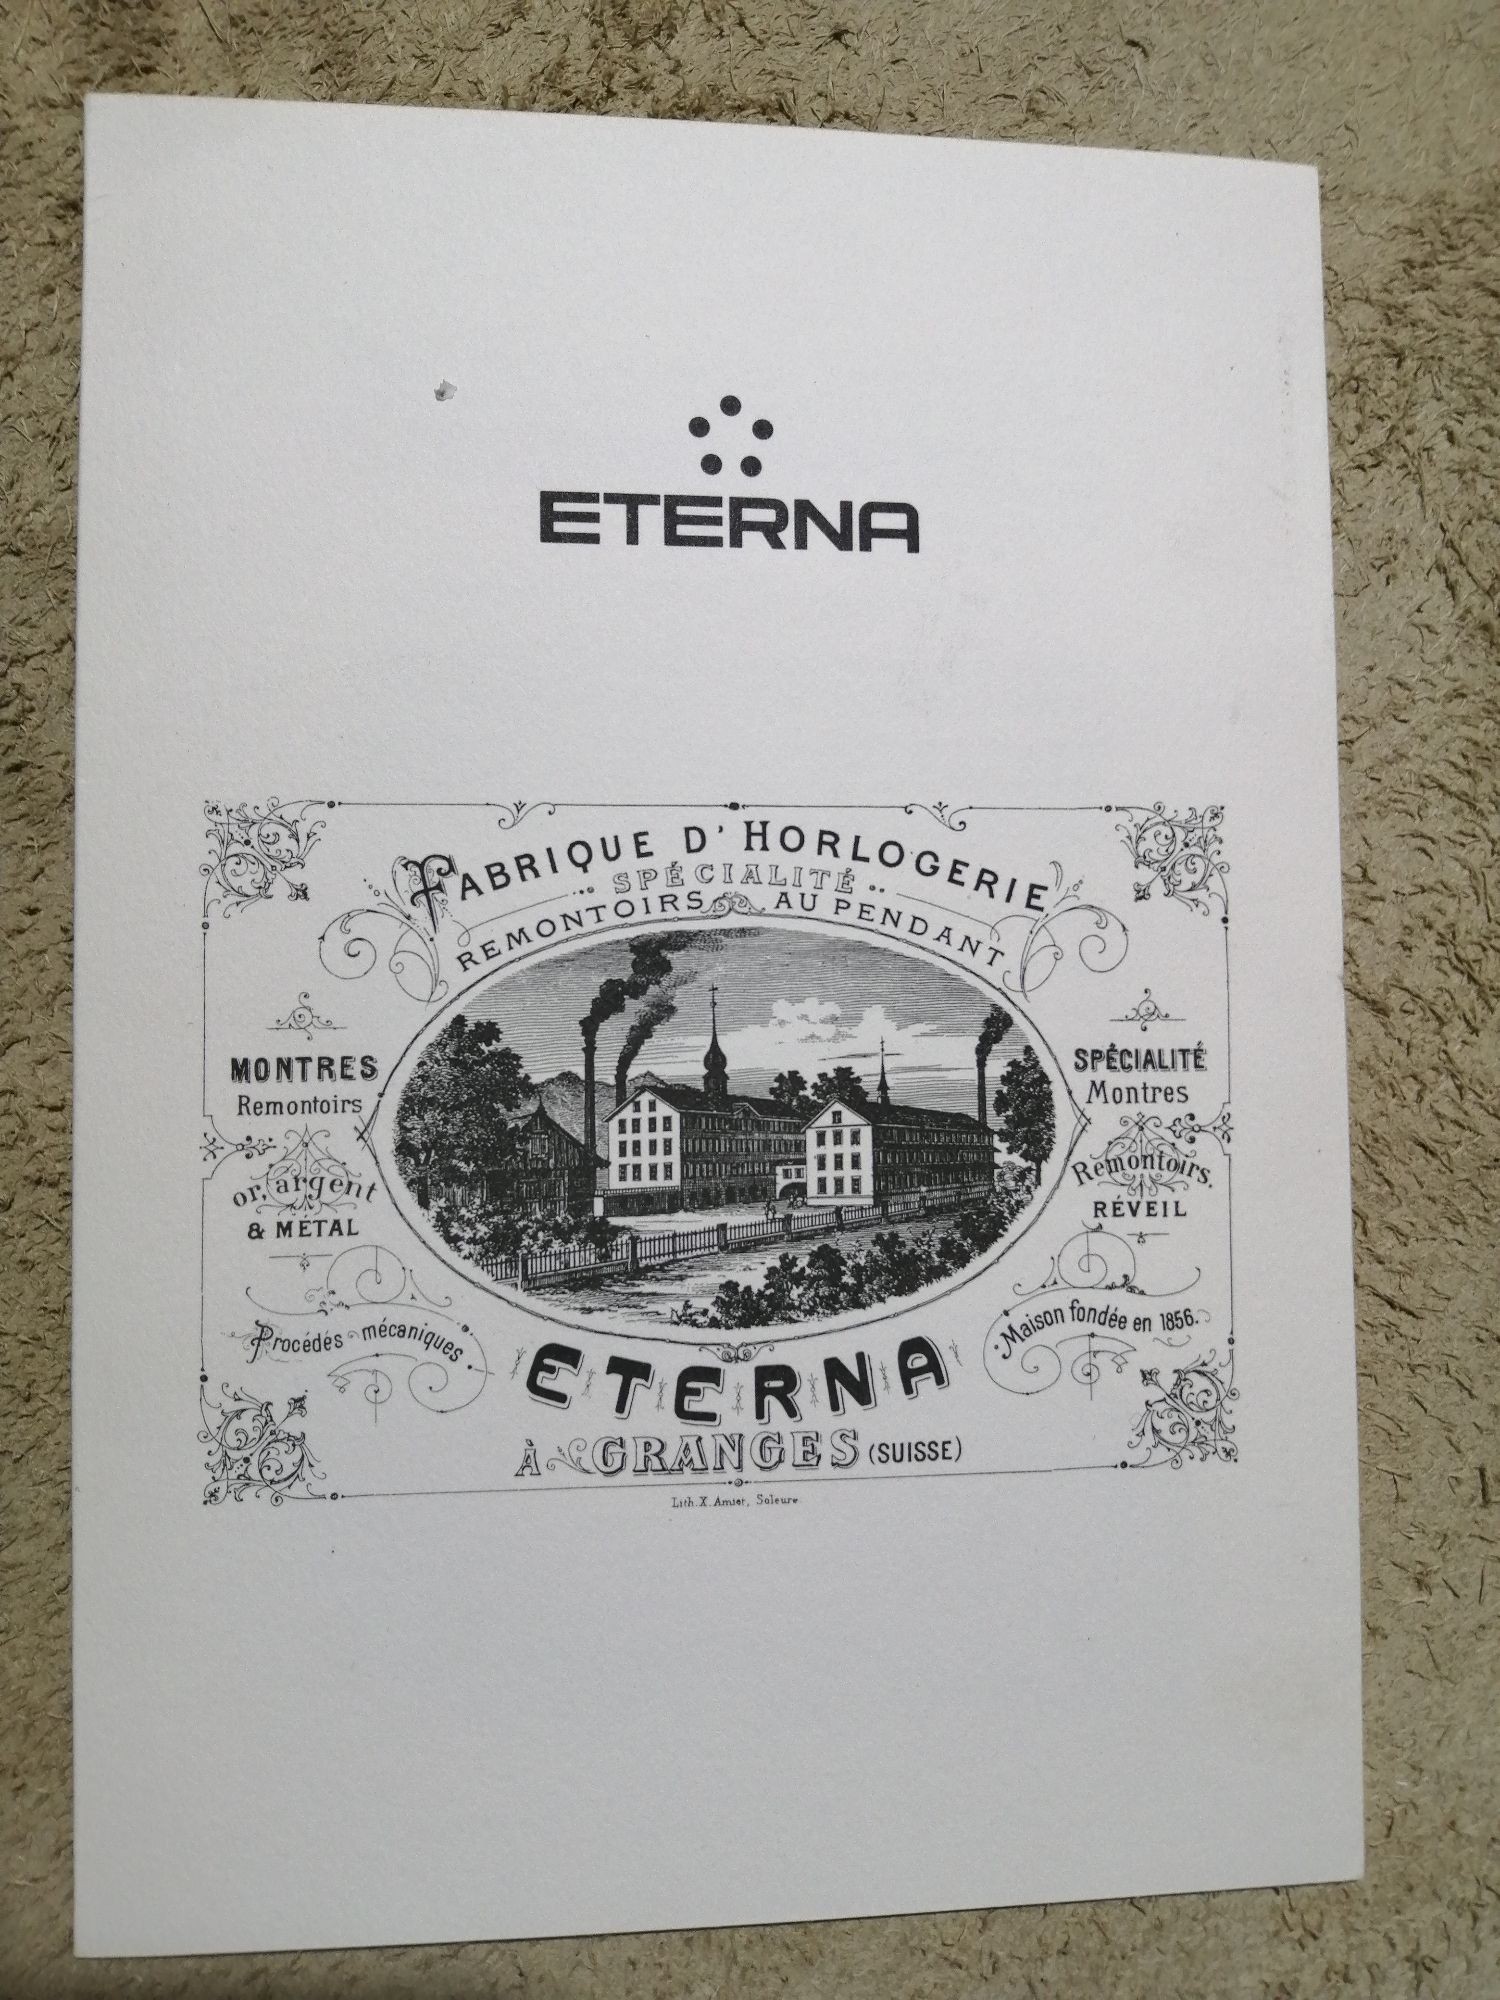 ETERNA
FABRIQUE D'HORLOGERIE
SPÉCIALITÉ
REMONTOIRS AU PENDANT
MONTRES
Remontoirs
or, argent
& MÉTAL
Procédés mécaniques.
SPÉCIALITÉ
Montres
Remontoirs.
RÉVEIL
Maison fondée en 1856.
ETERNA
À GRANGES (SUISSE)
Lith. X. Amiet, Soleure